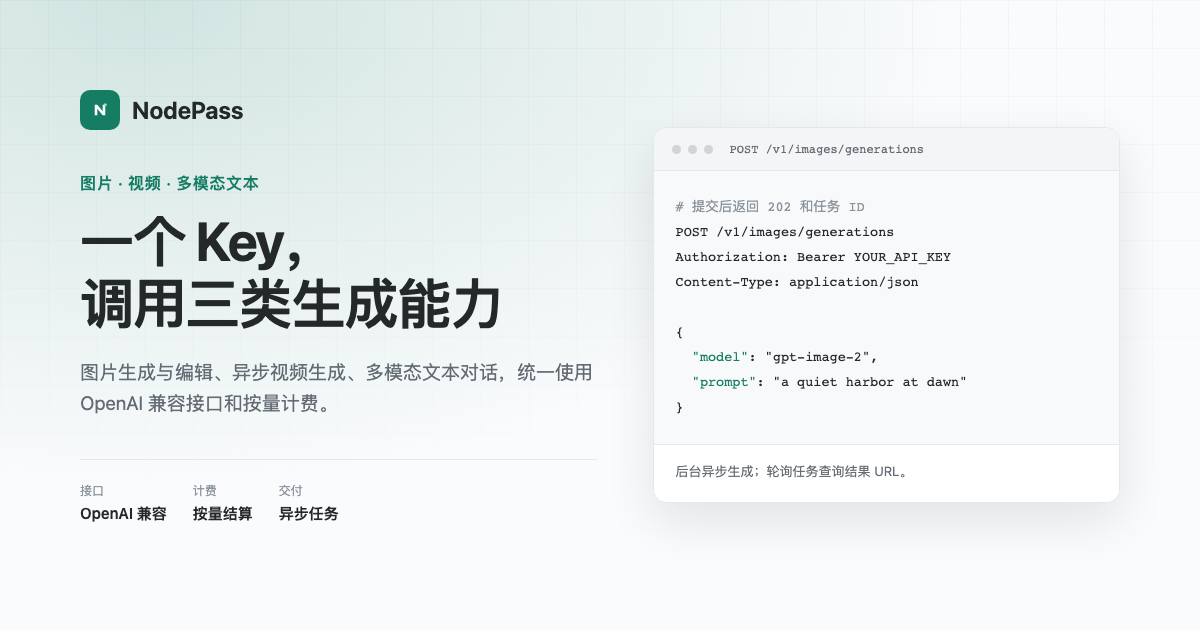 NodePass
图片 · 视频 · 多模态文本
一个 Key，
调用三类生成能力
图片生成与编辑、异步视频生成、多模态文本对话，统一使用
OpenAI 兼容接口和按量计费。
接口
OpenAI 兼容
计费
按量结算
交付
异步任务
POST /v1/images/generations
# 提交后返回 202 和任务 ID
POST /v1/images/generations
Authorization: Bearer YOUR_API_KEY
Content-Type: application/json
{
"model": "gpt-image-2",
"prompt": "a quiet harbor at dawn"
}
后台异步生成；轮询任务查询结果 URL。